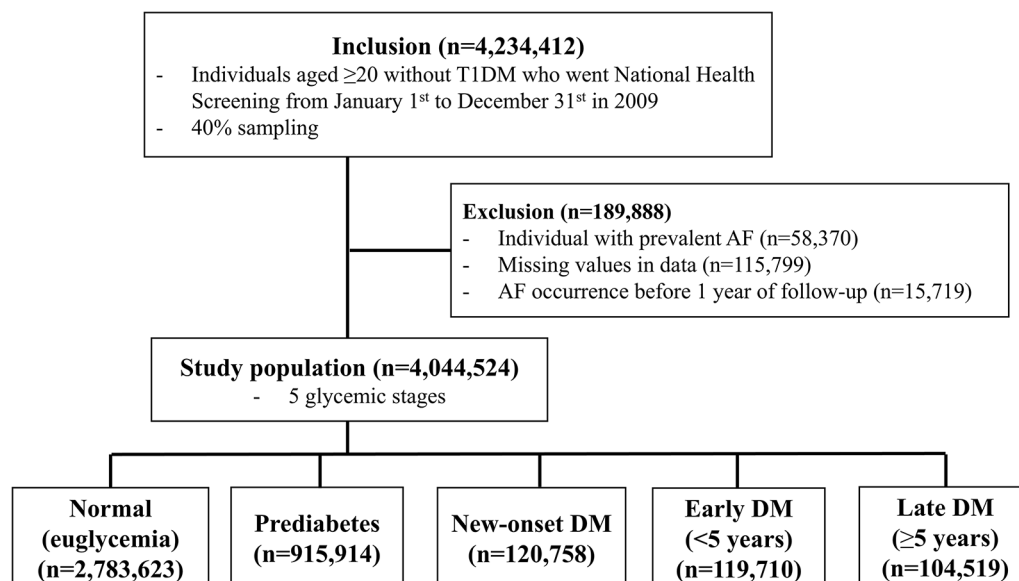 Inclusion (n=4,234,412)
- Individuals aged ≥20 without T1DM who went National Health
Screening from January 1st to December 31st in 2009
- 40% sampling
Exclusion (n=189,888)
- Individual with prevalent AF (n=58,370)
- Missing values in data (n=115,799)
- AF occurrence before 1 year of follow-up (n=15,719)
Study population (n=4,044,524)
- 5 glycemic stages
Normal
(euglycemia)
(n=2,783,623)
Prediabetes
(n=915,914)
New-onset DM
(n=120,758)
Early DM
(<5 years)
(n=119,710)
Late DM
(≥5 years)
(n=104,519)